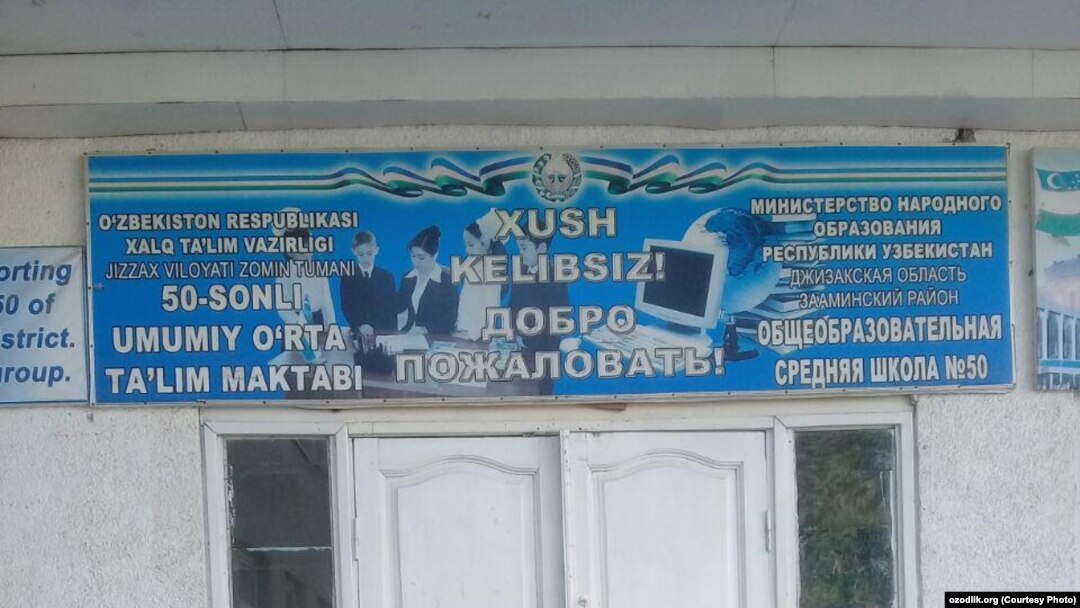 orting
50 of
strict.
group.
O‘ZBEKISTON RESPUBLIKASI
XALQ TA’LIM VAZIRLIGI
JIZZAX VILOYATI ZOMIN TUMANI
50-SONLI
UMUMIY O‘RTA
TA’LIM MAKTABI
XUSH
KELIBSIZ!
ДОБРО
ПОЖАЛОВАТЬ!
МИНИСТЕРСТВО НАРОДНОГО
ОБРАЗОВАНИЯ
РЕСПУБЛИКИ УЗБЕКИСТАН
ДЖИЗАКСКАЯ ОБЛАСТЬ
ЗААМИНСКИЙ РАЙОН
ОБЩЕОБРАЗОВАТЕЛЬНАЯ
СРЕДНЯЯ ШКОЛА №50
ozodlik.org (Courtesy Photo)